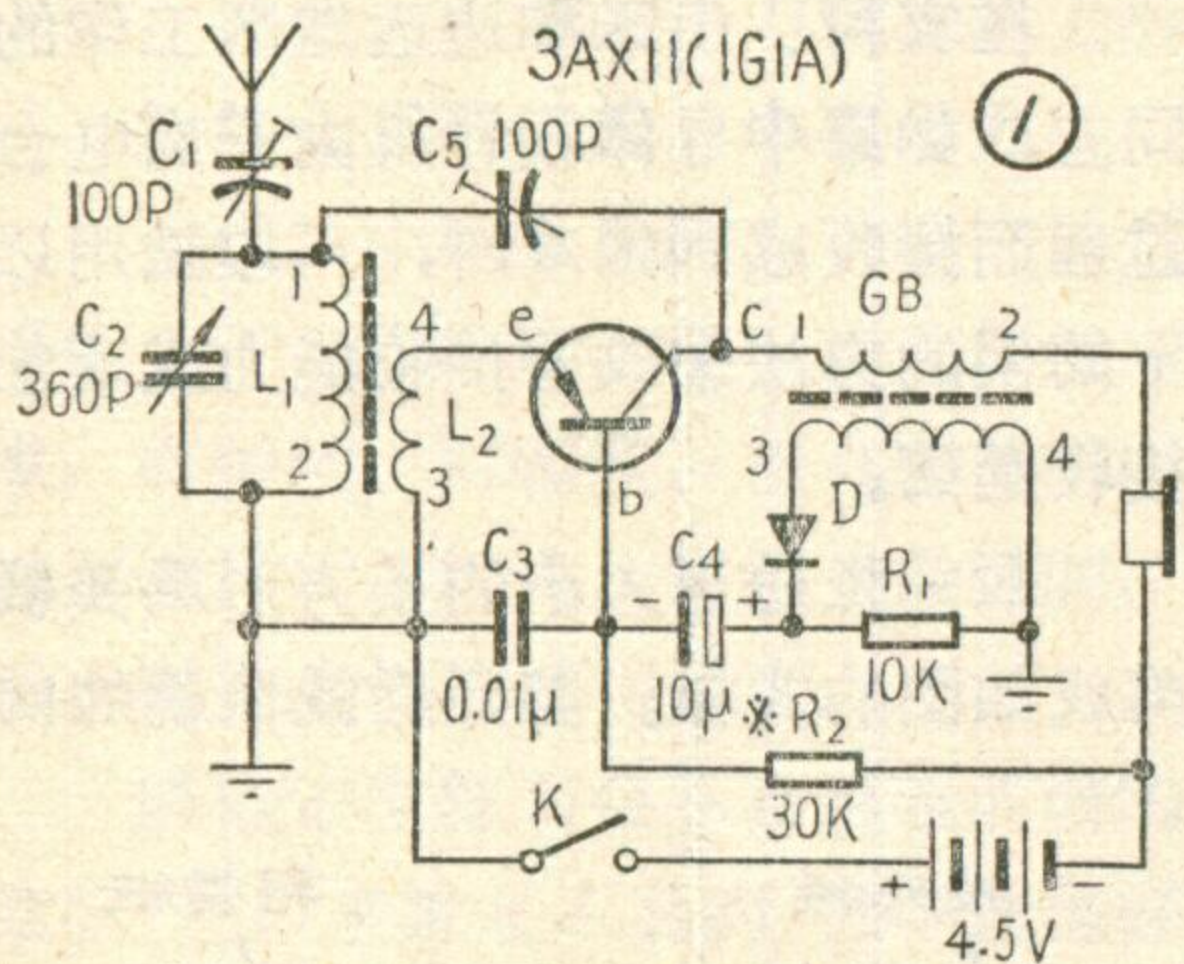 3AX11(1G1A)
1
C1
100P
C5 100P
GB
C2
360P
L1
1
2
4
3
L2
e
b
c
1
2
3
4
D
C3
0.01μ
C4
- +
10μ
R1
10K
※R2
30K
K
+ -
4.5V